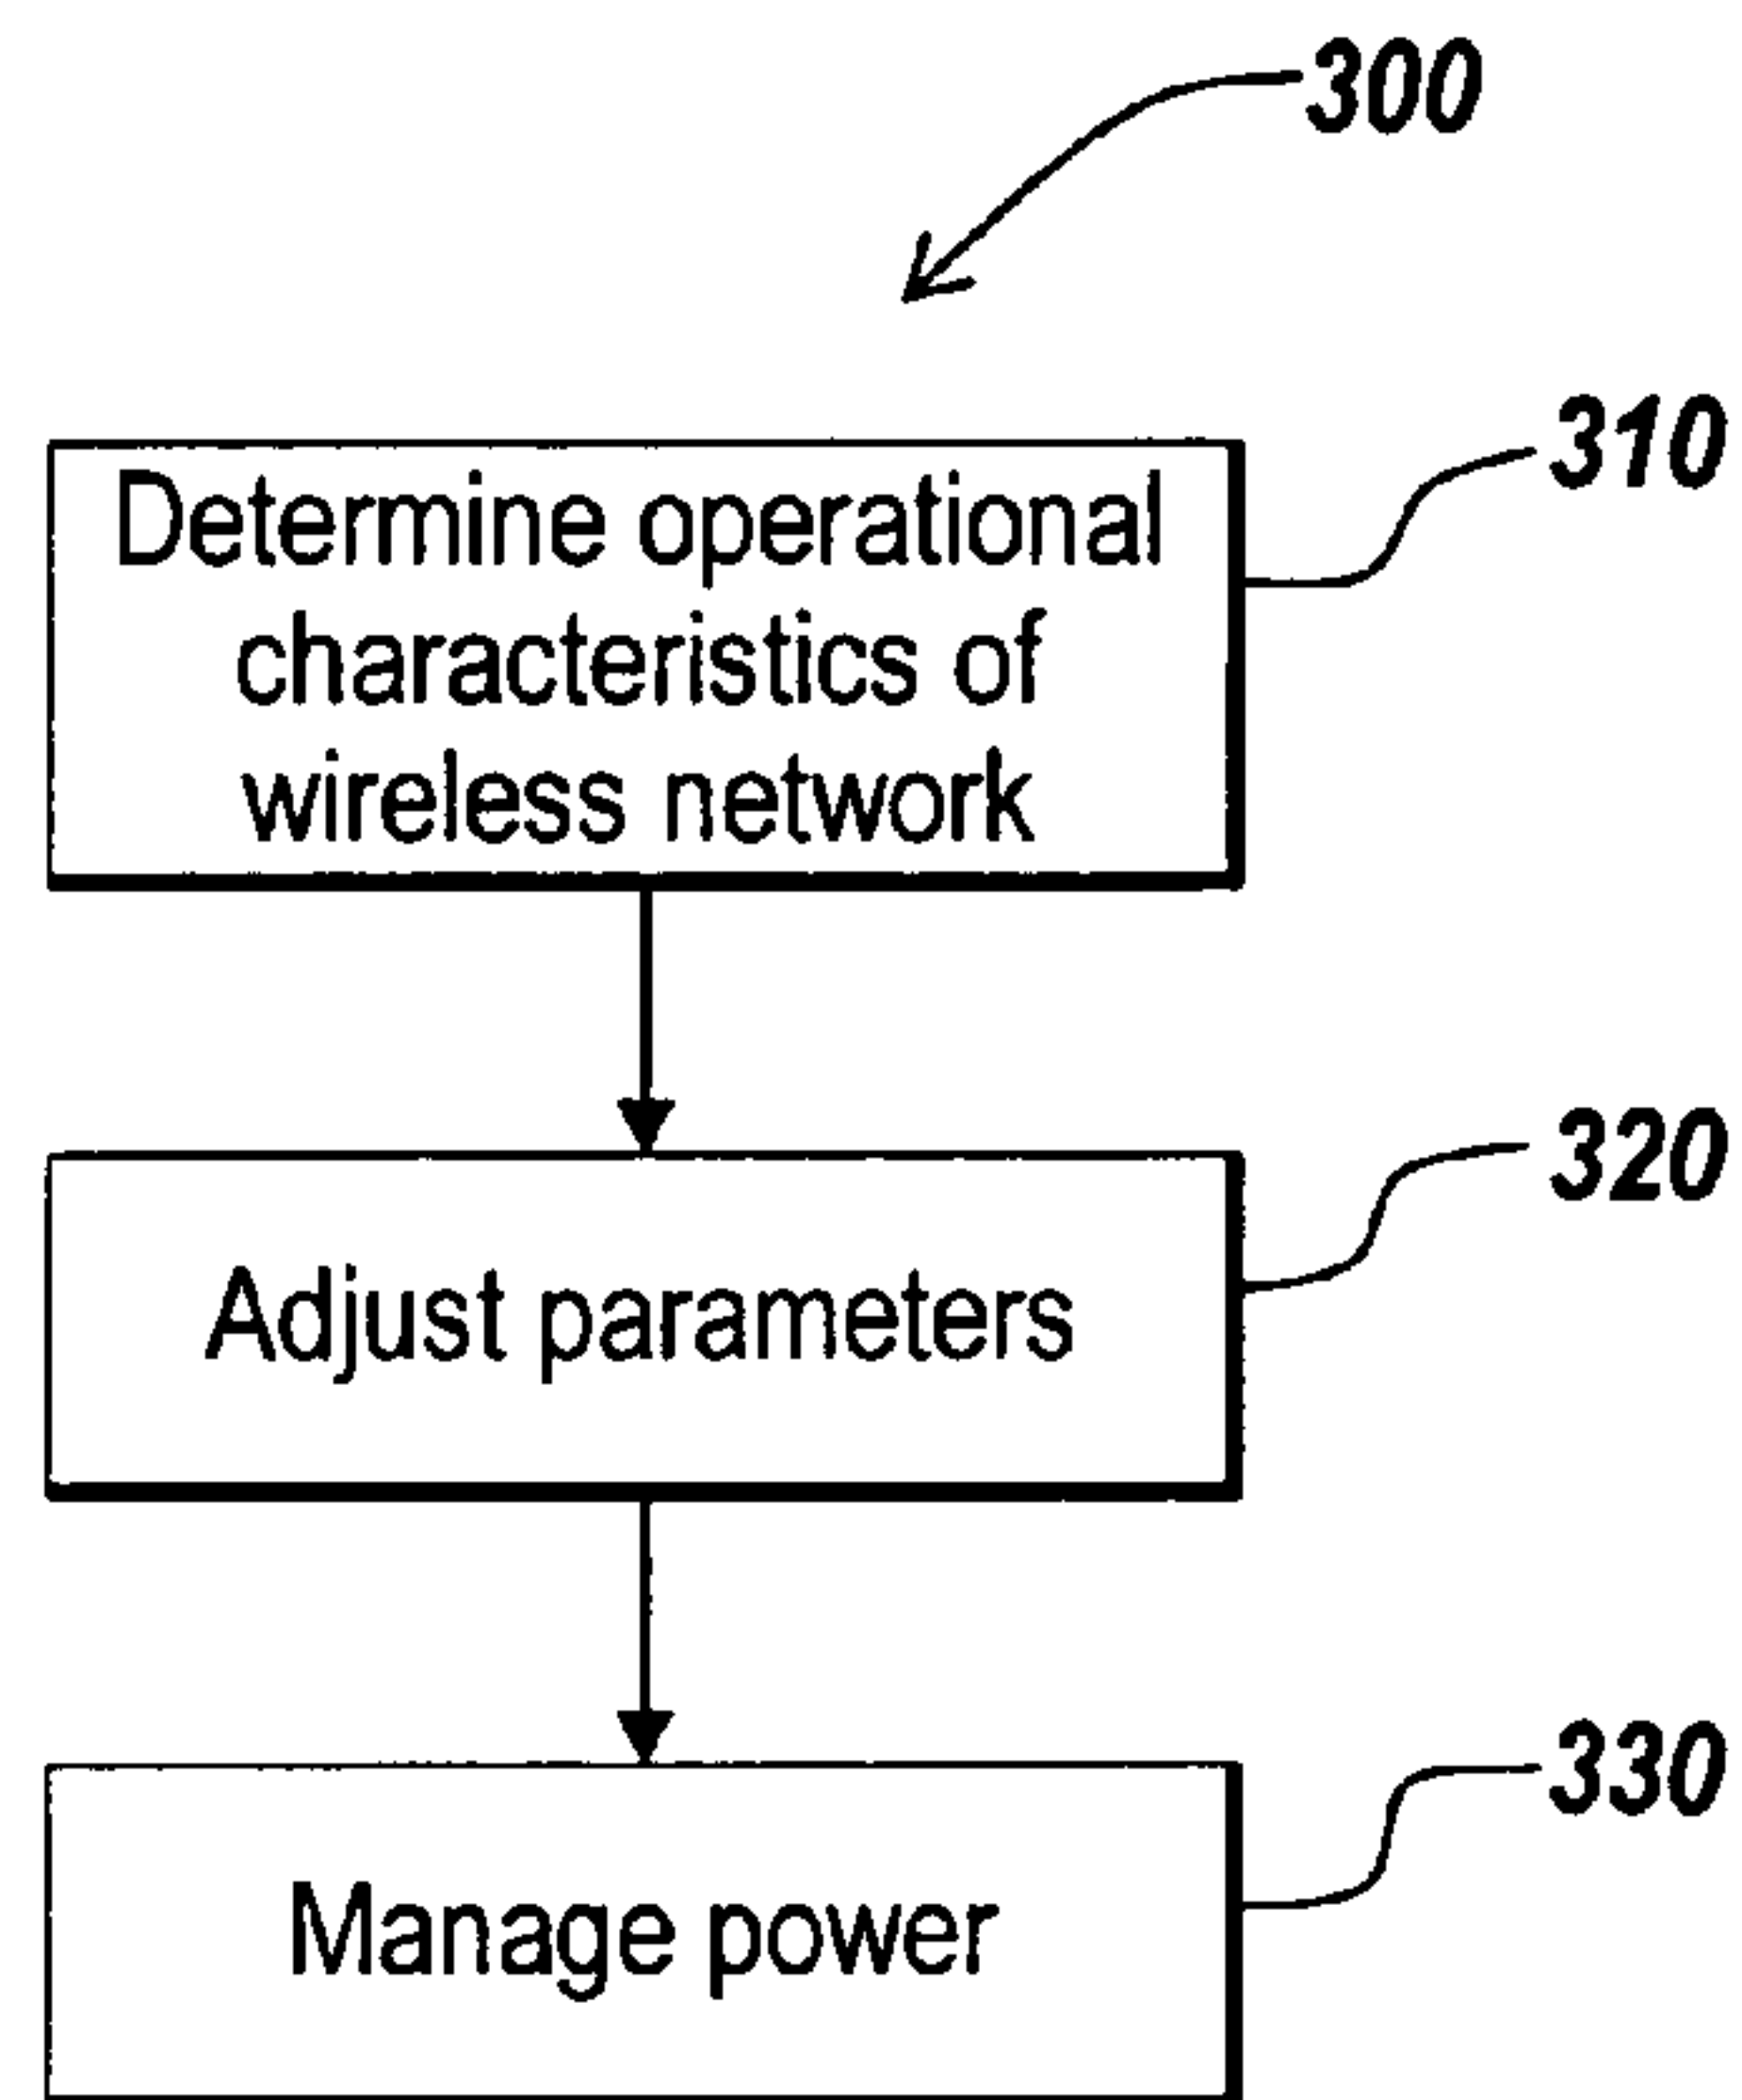 300
310
Determine operational
characteristics of
wireless network
320
Adjust parameters
330
Manage power